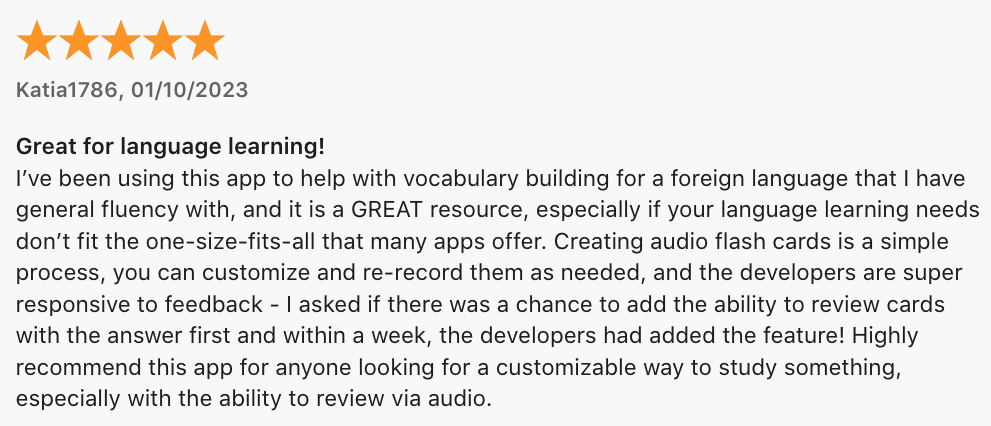 Katia1786, 01/10/2023
Great for language learning!
I’ve been using this app to help with vocabulary building for a foreign language that I have
general fluency with, and it is a GREAT resource, especially if your language learning needs
don’t fit the one-size-fits-all that many apps offer. Creating audio flash cards is a simple
process, you can customize and re-record them as needed, and the developers are super
responsive to feedback - I asked if there was a chance to add the ability to review cards
with the answer first and within a week, the developers had added the feature! Highly
recommend this app for anyone looking for a customizable way to study something,
especially with the ability to review via audio.